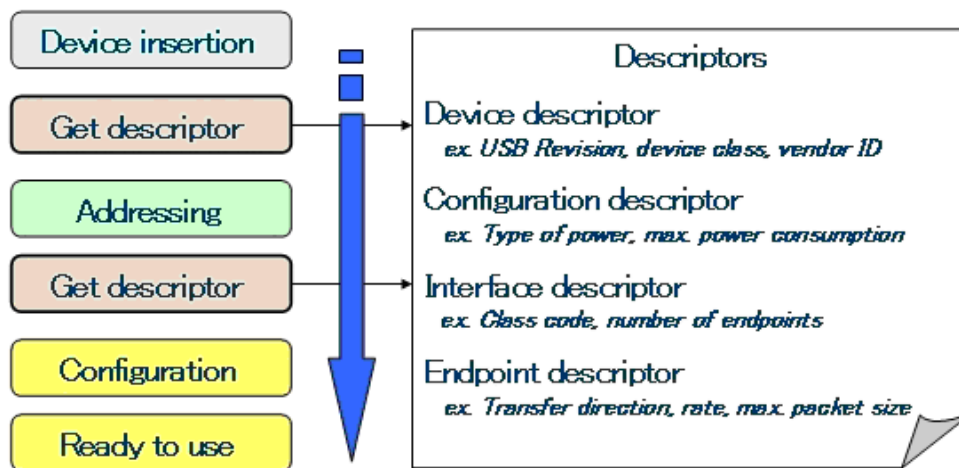 Device insertion
Get descriptor
Addressing
Get descriptor
Configuration
Ready to use
Descriptors
Device descriptor
ex. USB Revision, device class, vendor ID
Configuration descriptor
ex. Type of power, max. power consumption
Interface descriptor
ex. Class code, number of endpoints
Endpoint descriptor
ex. Transfer direction, rate, max. packet size